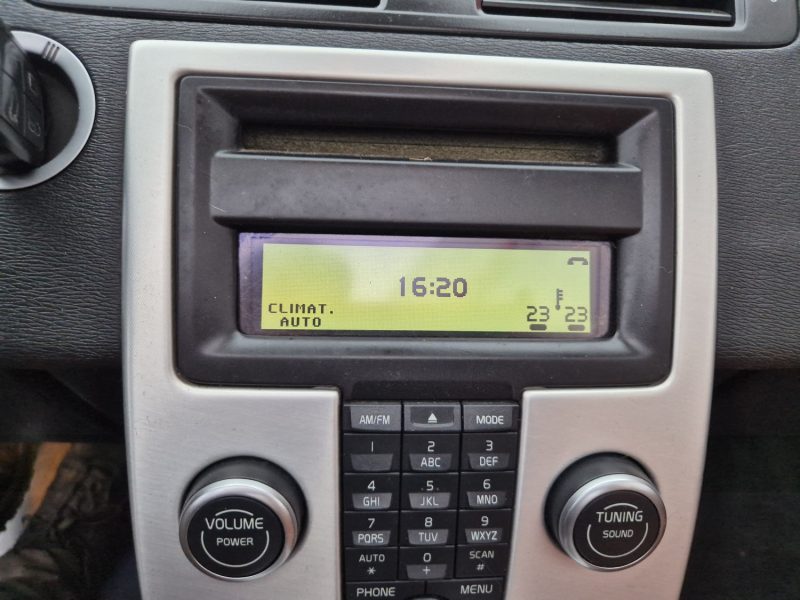 16:20
CLIMAT.
AUTO
23 23
AM/FM MODE
1 2 3
ABC DEF
4 5 6
GHI JKL MNO
7 8 9
PQRS TUV WXYZ
AUTO 0 SCAN
* + #
PHONE MENU
VOLUME
POWER
TUNING
SOUND